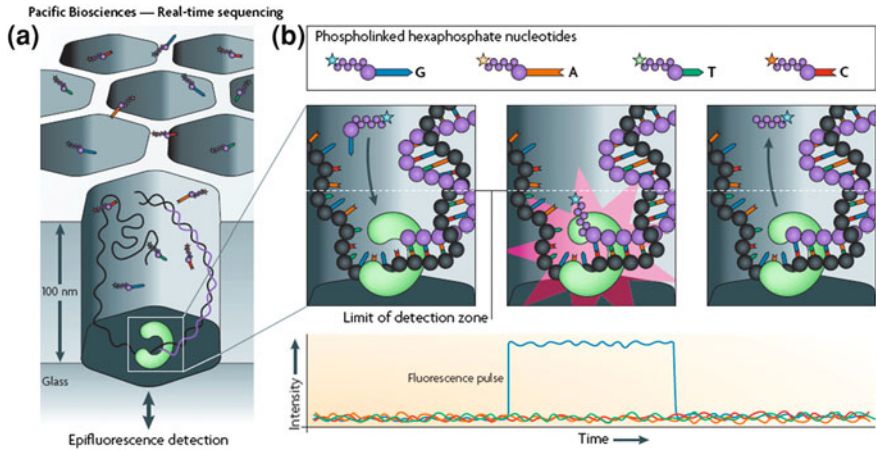 Pacific Biosciences — Real-time sequencing
(a)
(b)
Phospholinked hexaphosphate nucleotides
G
A
T
C
100 nm
Glass
Epifluorescence detection
Limit of detection zone
Fluorescence pulse
Intensity
Time